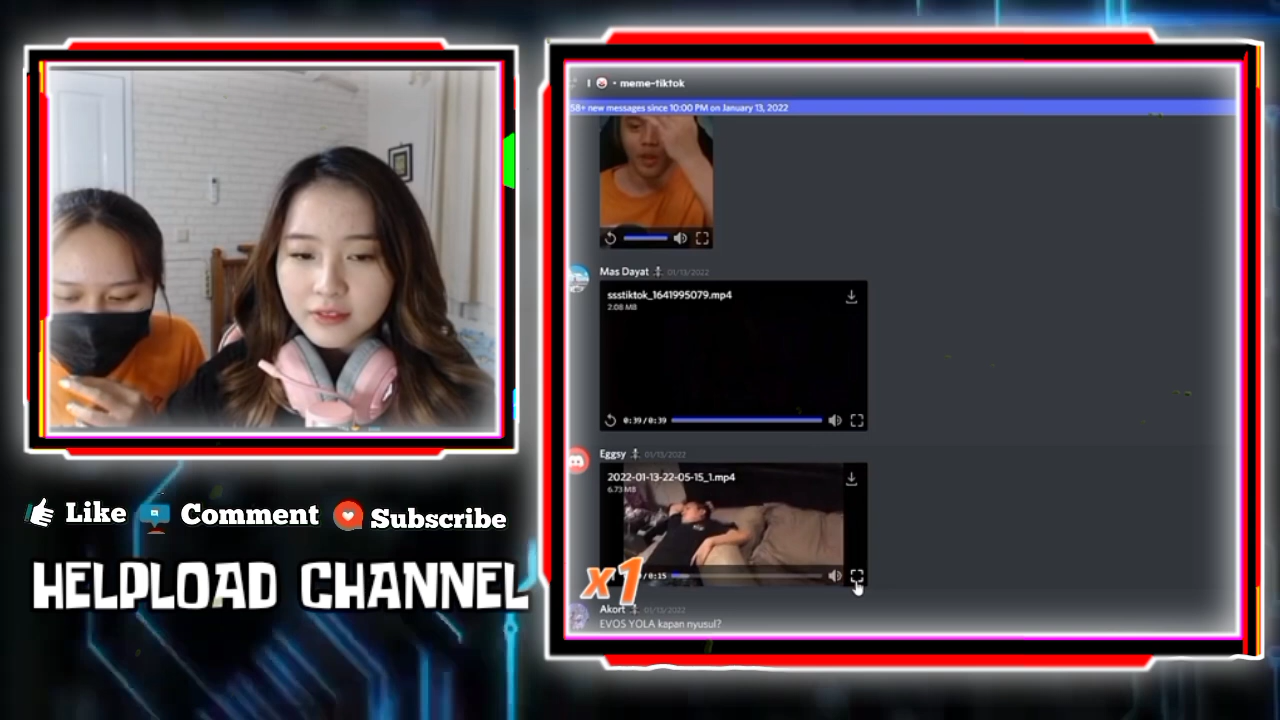 meme-tiktok
58+ new messages since 10:00 PM on January 13, 2022
Mas Dayat 01/13/2022
ssstiktok_1641995079.mp4
2.08 MB
0:39/0:39
Eggsy 01/13/2022
2022-01-13-22-05-15_1.mp4
6.73 MB
/0:15
x1
Akort 01/13/2022
EVOS YOLA kapan nyusul?
Like Comment Subscribe
HELPLOAD CHANNEL